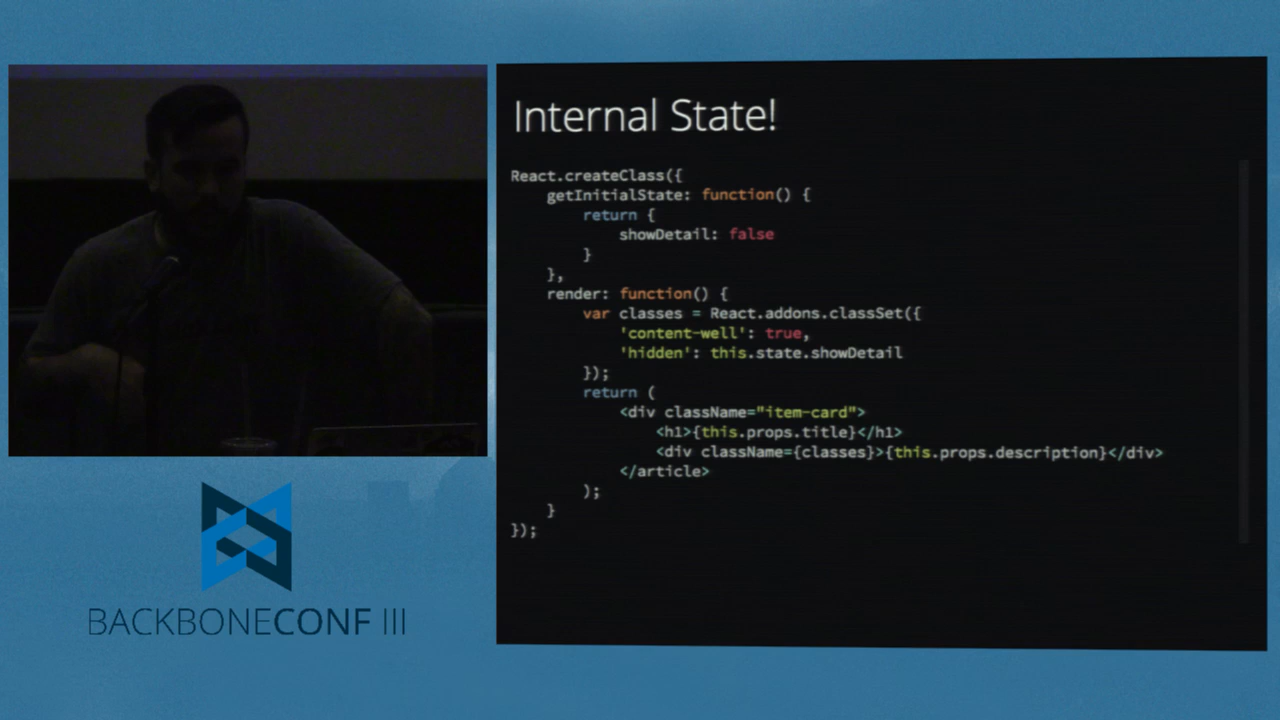 Internal State!
React.createClass({
    getInitialState: function() {
        return {
            showDetail: false
        }
    },
    render: function() {
        var classes = React.addons.classSet({
            'content-well': true,
            'hidden': this.state.showDetail
        });
        return (
            <div className="item-card">
                <h1>{this.props.title}</h1>
                <div className={classes}>{this.props.description}</div>
            </article>
        );
    }
});
BACKBONECONF III